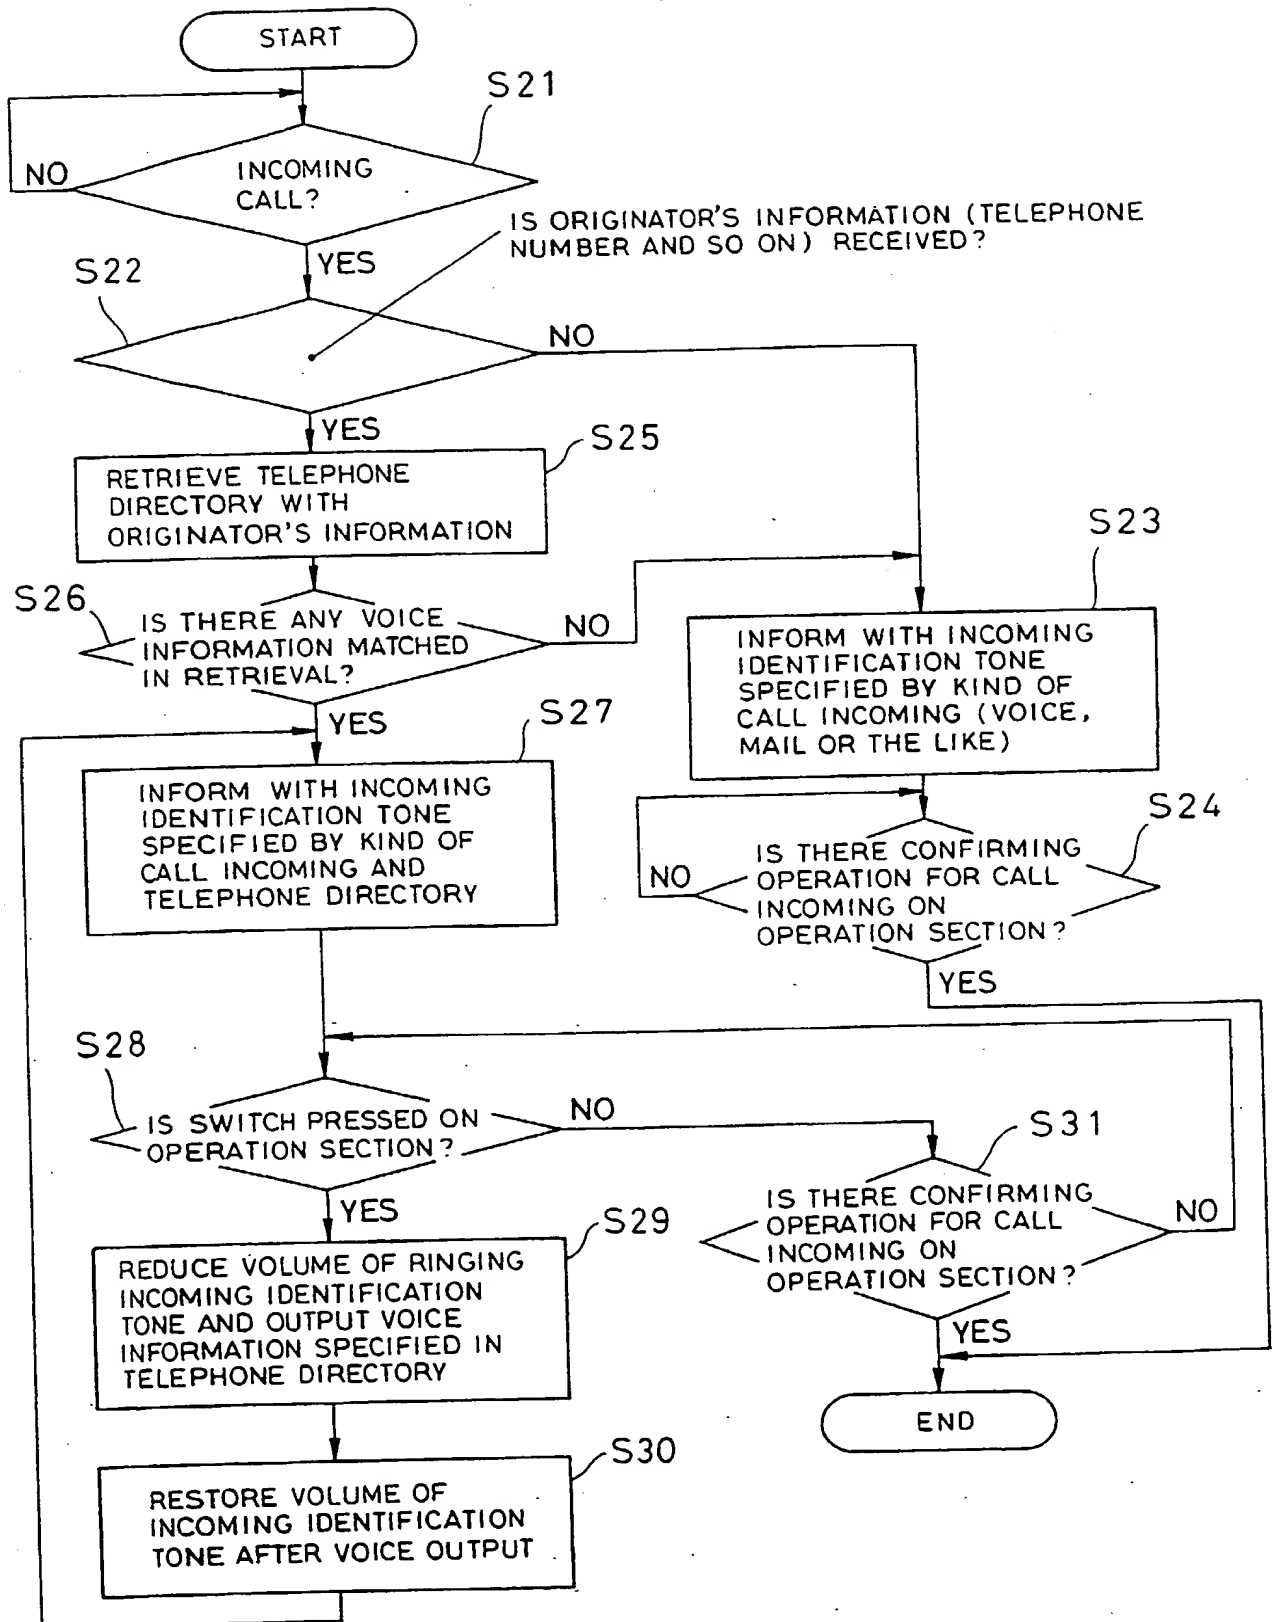 START
S21
INCOMING
CALL?
NO
IS ORIGINATOR'S INFORMATION (TELEPHONE
NUMBER AND SO ON) RECEIVED?
YES
S22
NO
YES
S25
RETRIEVE TELEPHONE
DIRECTORY WITH
ORIGINATOR'S INFORMATION
S26
IS THERE ANY VOICE
INFORMATION MATCHED
IN RETRIEVAL?
NO
YES
S23
INFORM WITH INCOMING
IDENTIFICATION TONE
SPECIFIED BY KIND OF
CALL INCOMING (VOICE,
MAIL OR THE LIKE)
S27
INFORM WITH INCOMING
IDENTIFICATION TONE
SPECIFIED BY KIND OF
CALL INCOMING AND
TELEPHONE DIRECTORY
S24
IS THERE CONFIRMING
OPERATION FOR CALL
INCOMING ON
OPERATION SECTION?
NO
YES
S28
IS SWITCH PRESSED ON
OPERATION SECTION?
NO
YES
S31
IS THERE CONFIRMING
OPERATION FOR CALL
INCOMING ON
OPERATION SECTION?
NO
YES
S29
REDUCE VOLUME OF RINGING
INCOMING IDENTIFICATION
TONE AND OUTPUT VOICE
INFORMATION SPECIFIED IN
TELEPHONE DIRECTORY
END
S30
RESTORE VOLUME OF
INCOMING IDENTIFICATION
TONE AFTER VOICE OUTPUT